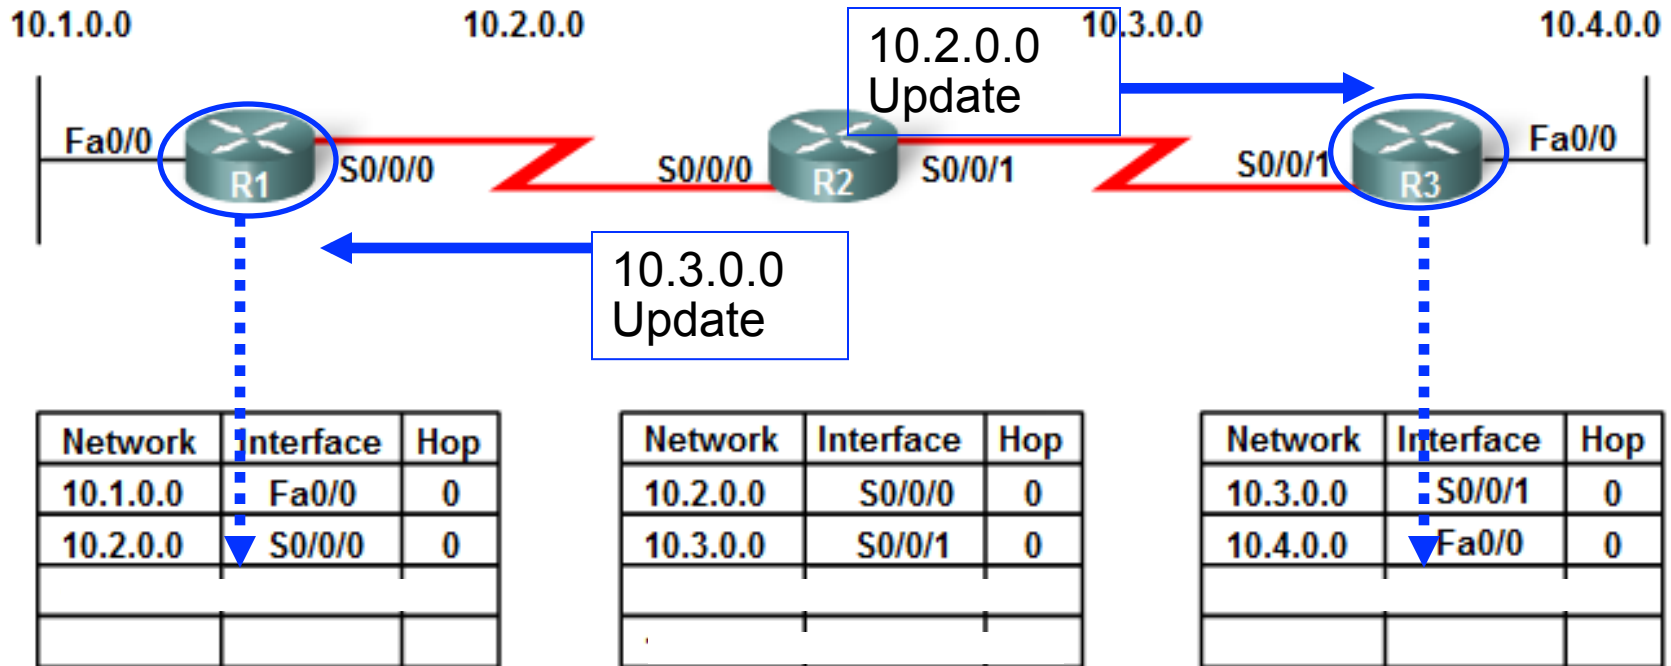 10.1.0.0 10.2.0.0 10.3.0.0 10.4.0.0
10.2.0.0
Update
Fa0/0 R1 S0/0/0 S0/0/0 R2 S0/0/1 S0/0/1 R3 Fa0/0
10.3.0.0
Update
Network Interface Hop
10.1.0.0 Fa0/0 0
10.2.0.0 S0/0/0 0
Network Interface Hop
10.2.0.0 S0/0/0 0
10.3.0.0 S0/0/1 0
Network Interface Hop
10.3.0.0 S0/0/1 0
10.4.0.0 Fa0/0 0